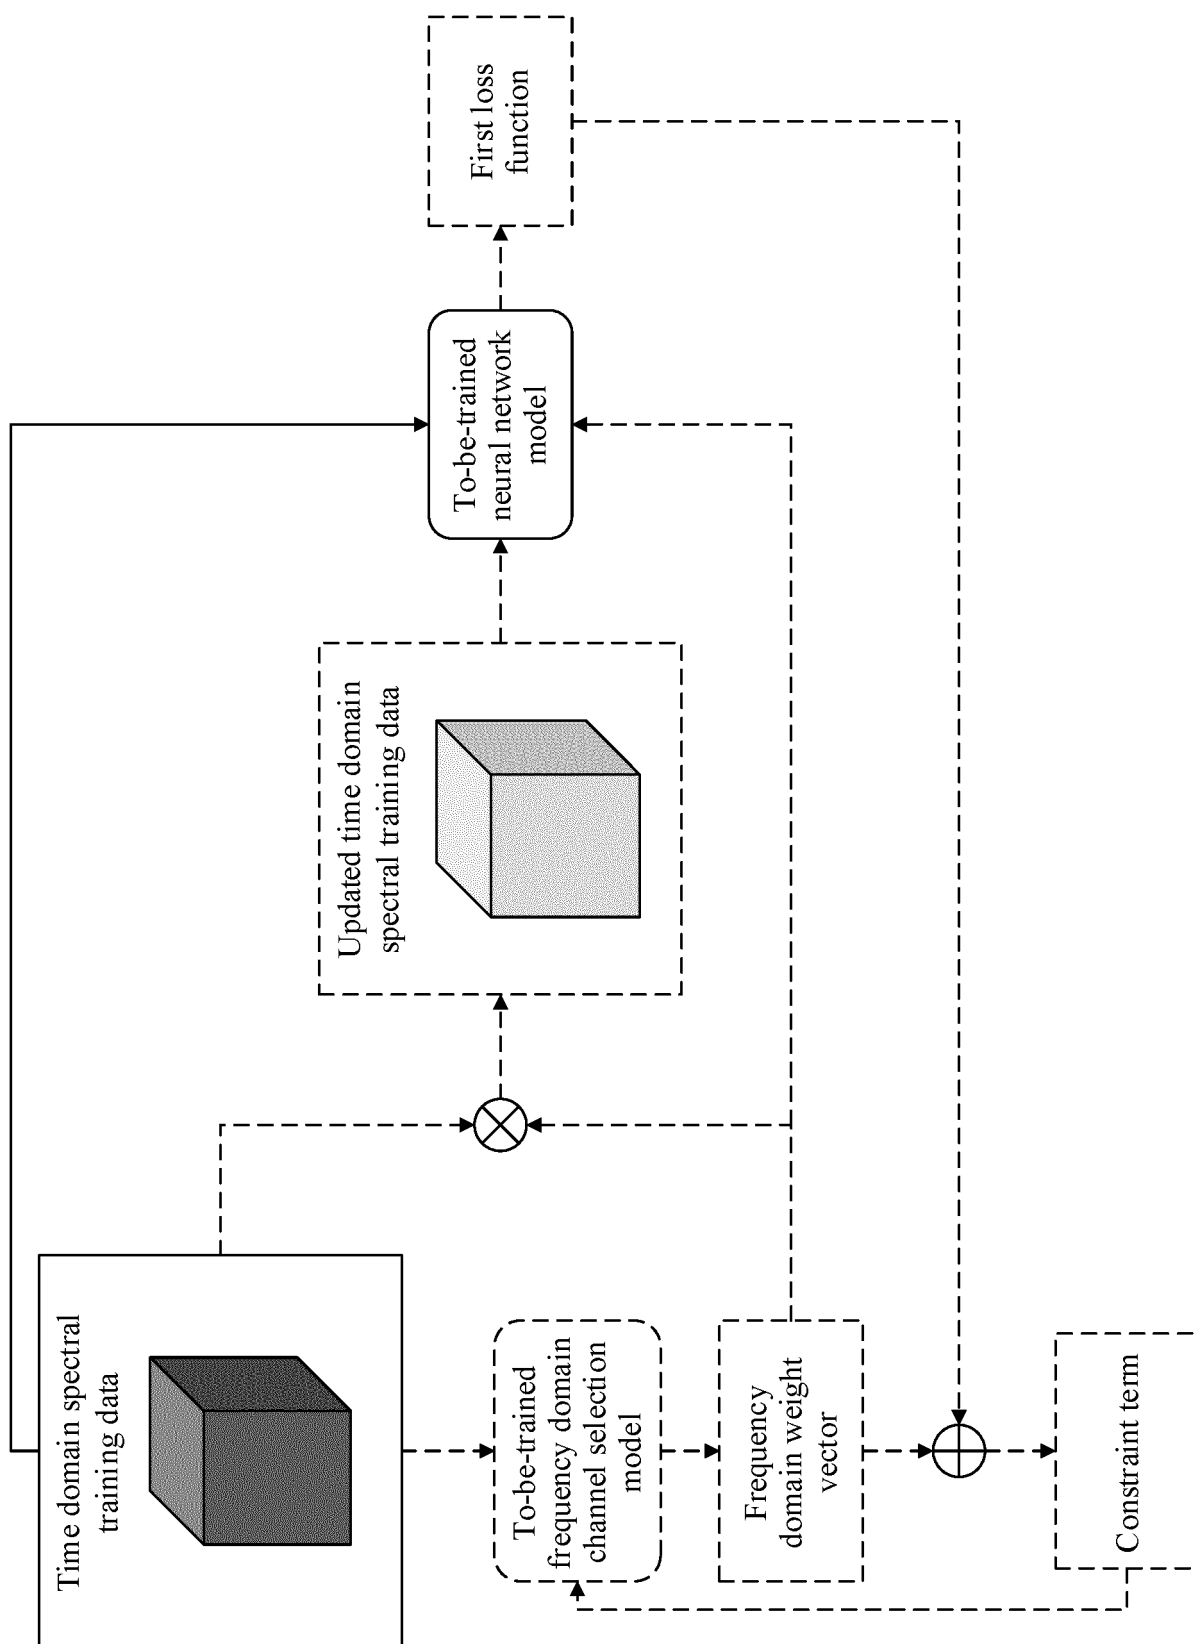 Time domain spectral
training data
To-be-trained
frequency domain
channel selection
model
Frequency
domain weight
vector
Constraint term
Updated time domain
spectral training data
To-be-trained
neural network
model
First loss
function